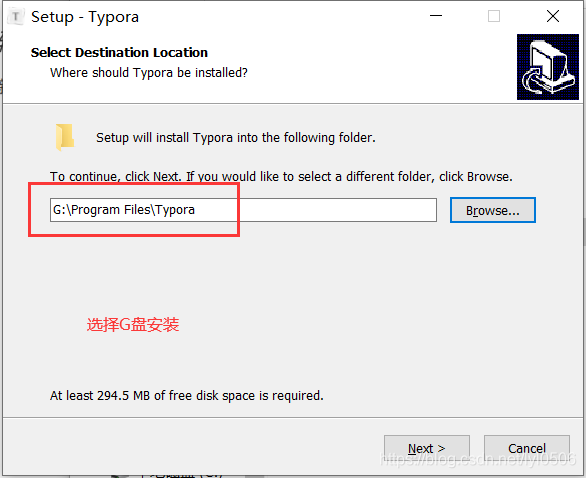 Setup - Typora
Select Destination Location
Where should Typora be installed?
Setup will install Typora into the following folder.
To continue, click Next. If you would like to select a different folder, click Browse.
G:\Program Files\Typora
Browse...
选择G盘安装
At least 294.5 MB of free disk space is required.
Next >
Cancel
https://blog.csdn.net/lyl0506